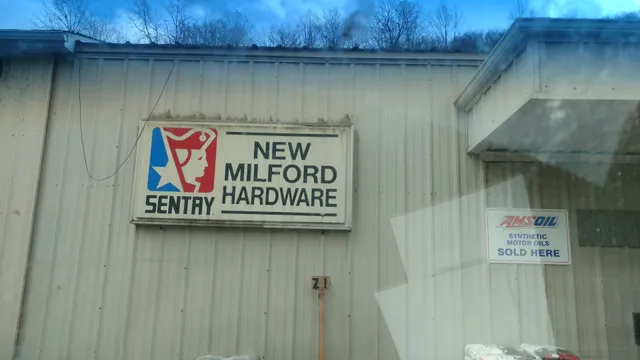 NEW
MILFORD
HARDWARE
SENTRY
AMSOIL
SYNTHETIC
MOTOR OILS
SOLD HERE